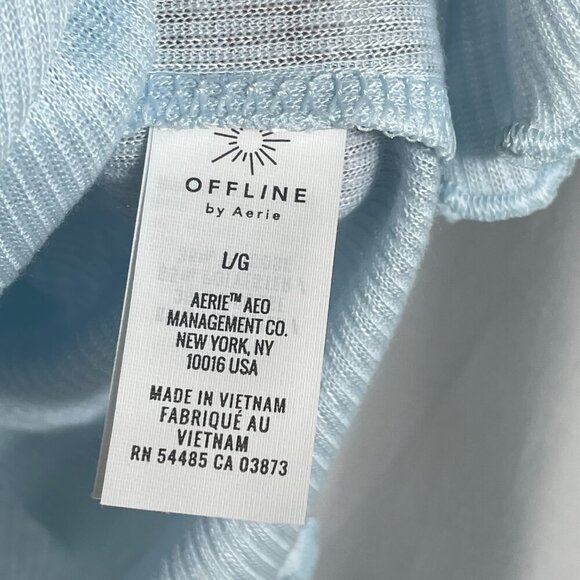 OFFLINE
by Aerie
L/G
AERIE™ AEO
MANAGEMENT CO.
NEW YORK, NY
10016 USA
MADE IN VIETNAM
FABRIQUÉ AU
VIETNAM
RN 54485 CA 03873